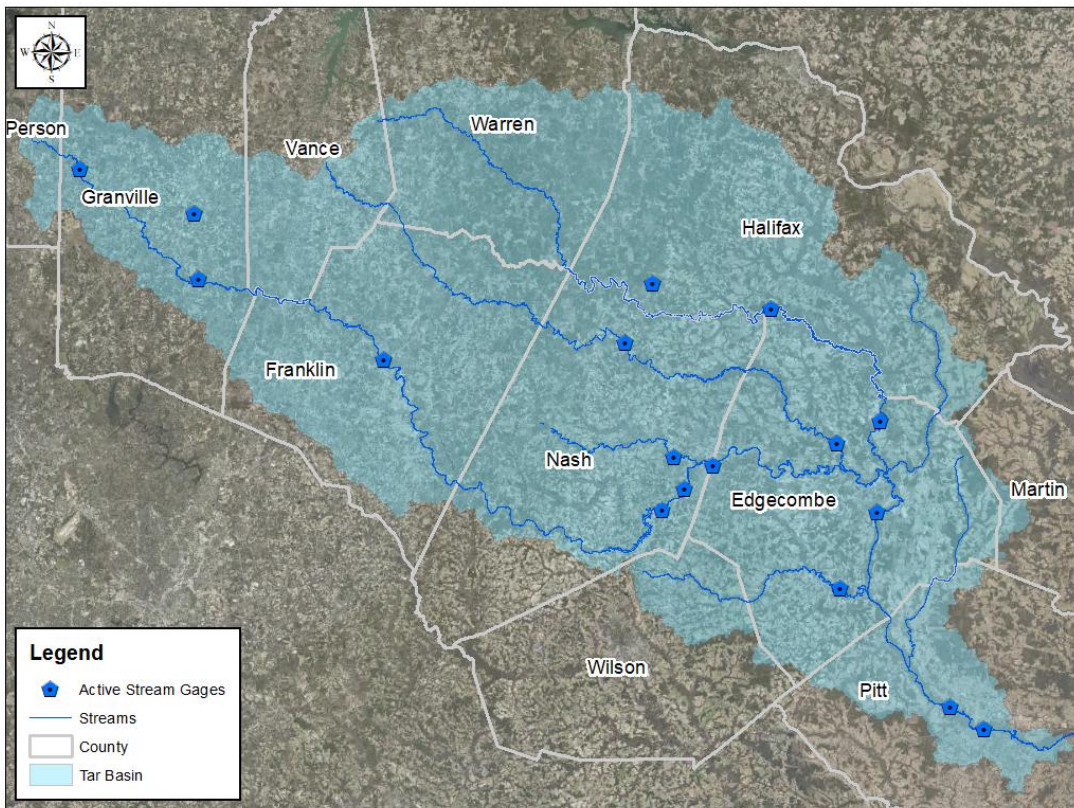 N
W E
S
Person
Warren
Vance
Granville
Halifax
Franklin
Nash
Edgecombe
Martin
Wilson
Pitt
Legend
Active Stream Gages
Streams
County
Tar Basin